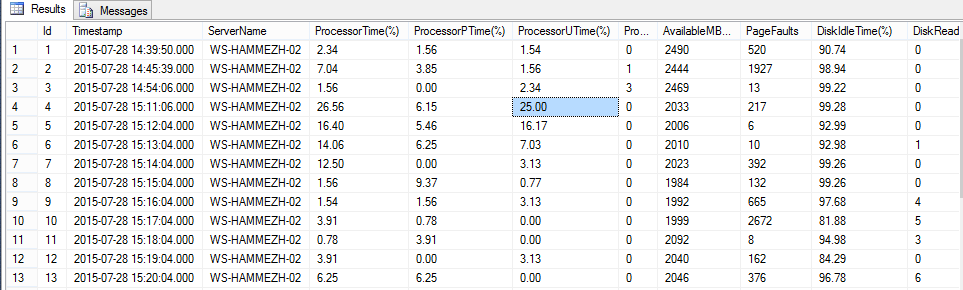 Results Messages
Id Timestamp ServerName ProcessorTime(%) ProcessorPTime(%) ProcessorUTime(%) Pro... AvailableMB... PageFaults DiskIdleTime(%) DiskRead
1 1 2015-07-28 14:39:50.000 WS-HAMMEZH-02 2.34 1.56 1.54 0 2490 520 90.74 0
2 2 2015-07-28 14:45:39.000 WS-HAMMEZH-02 7.04 3.85 1.56 1 2444 1927 98.94 0
3 3 2015-07-28 14:54:06.000 WS-HAMMEZH-02 1.56 0.00 2.34 3 2469 13 99.22 0
4 4 2015-07-28 15:11:06.000 WS-HAMMEZH-02 26.56 6.15 25.00 0 2033 217 99.28 0
5 5 2015-07-28 15:12:04.000 WS-HAMMEZH-02 16.40 5.46 16.17 0 2006 6 92.99 0
6 6 2015-07-28 15:13:04.000 WS-HAMMEZH-02 14.06 6.25 7.03 0 2010 10 92.98 1
7 7 2015-07-28 15:14:04.000 WS-HAMMEZH-02 12.50 0.00 3.13 0 2023 392 99.26 0
8 8 2015-07-28 15:15:04.000 WS-HAMMEZH-02 1.56 9.37 0.77 0 1984 132 99.26 0
9 9 2015-07-28 15:16:04.000 WS-HAMMEZH-02 1.54 1.56 3.13 0 1992 665 97.68 4
10 10 2015-07-28 15:17:04.000 WS-HAMMEZH-02 3.91 0.78 0.00 0 1999 2672 81.88 5
11 11 2015-07-28 15:18:04.000 WS-HAMMEZH-02 0.78 3.91 0.00 0 2092 8 94.98 3
12 12 2015-07-28 15:19:04.000 WS-HAMMEZH-02 3.91 0.00 3.13 0 2040 162 84.29 0
13 13 2015-07-28 15:20:04.000 WS-HAMMEZH-02 6.25 6.25 0.00 0 2046 376 96.78 6